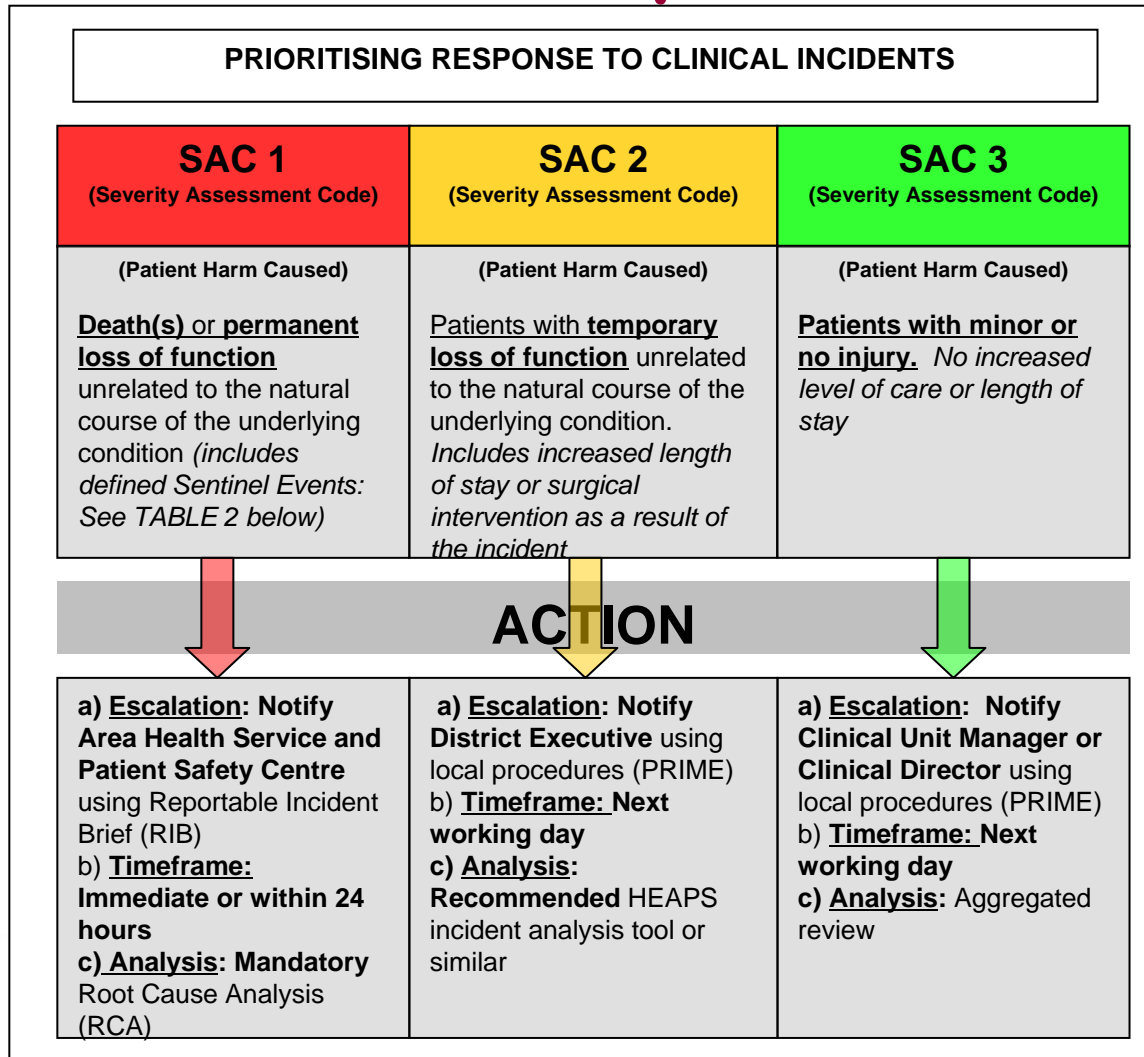 PRIORITISING RESPONSE TO CLINICAL INCIDENTS
SAC 1
(Severity Assessment Code)
(Patient Harm Caused)
Death(s) or permanent
loss of function
unrelated to the natural
course of the underlying
condition (includes
defined Sentinel Events:
See TABLE 2 below)
SAC 2
(Severity Assessment Code)
(Patient Harm Caused)
Patients with temporary
loss of function unrelated
to the natural course of the
underlying condition.
Includes increased length
of stay or surgical
intervention as a result of
the incident
SAC 3
(Severity Assessment Code)
(Patient Harm Caused)
Patients with minor or
no injury. No increased
level of care or length of
stay
ACTION
a) Escalation: Notify
Area Health Service and
Patient Safety Centre
using Reportable Incident
Brief (RIB)
b) Timeframe:
Immediate or within 24
hours
c) Analysis: Mandatory
Root Cause Analysis
(RCA)
a) Escalation: Notify
District Executive using
local procedures (PRIME)
b) Timeframe: Next
working day
c) Analysis:
Recommended HEAPS
incident analysis tool or
similar
a) Escalation: Notify
Clinical Unit Manager or
Clinical Director using
local procedures (PRIME)
b) Timeframe: Next
working day
c) Analysis: Aggregated
review